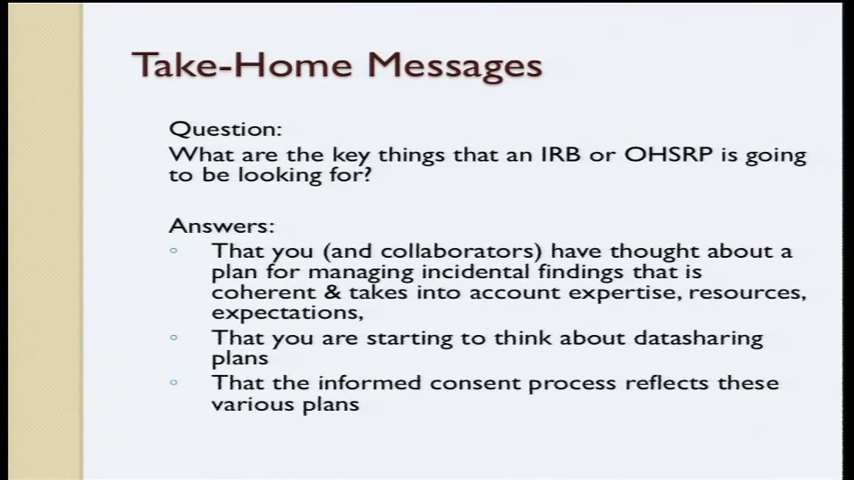 Take-Home Messages
Question:
What are the key things that an IRB or OHSRP is going
to be looking for?
Answers:
That you (and collaborators) have thought about a
plan for managing incidental findings that is
coherent & takes into account expertise, resources,
expectations,
That you are starting to think about datasharing
plans
That the informed consent process reflects these
various plans